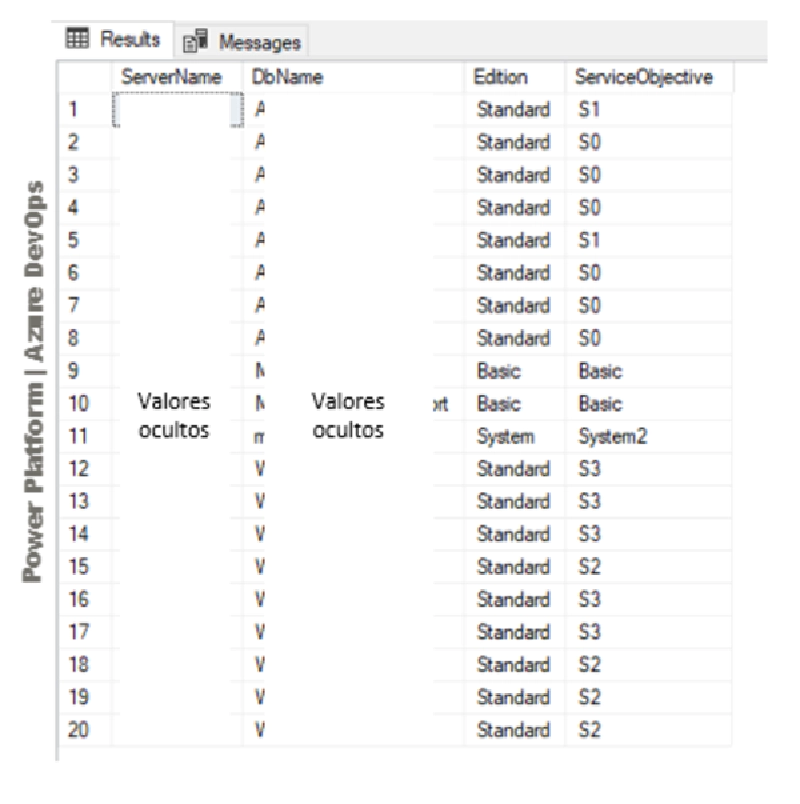 Power Platform | Azure DevOps
Results Messages
ServerName DbName Edition ServiceObjective
1 A Standard S1
2 A Standard S0
3 A Standard S0
4 A Standard S0
5 A Standard S1
6 A Standard S0
7 A Standard S0
8 A Standard S0
9 Basic Basic
10 Valores ocultos Valores ocultos Basic Basic
11 System System2
12 Standard S3
13 Standard S3
14 Standard S3
15 Standard S2
16 Standard S3
17 Standard S3
18 Standard S2
19 Standard S2
20 Standard S2